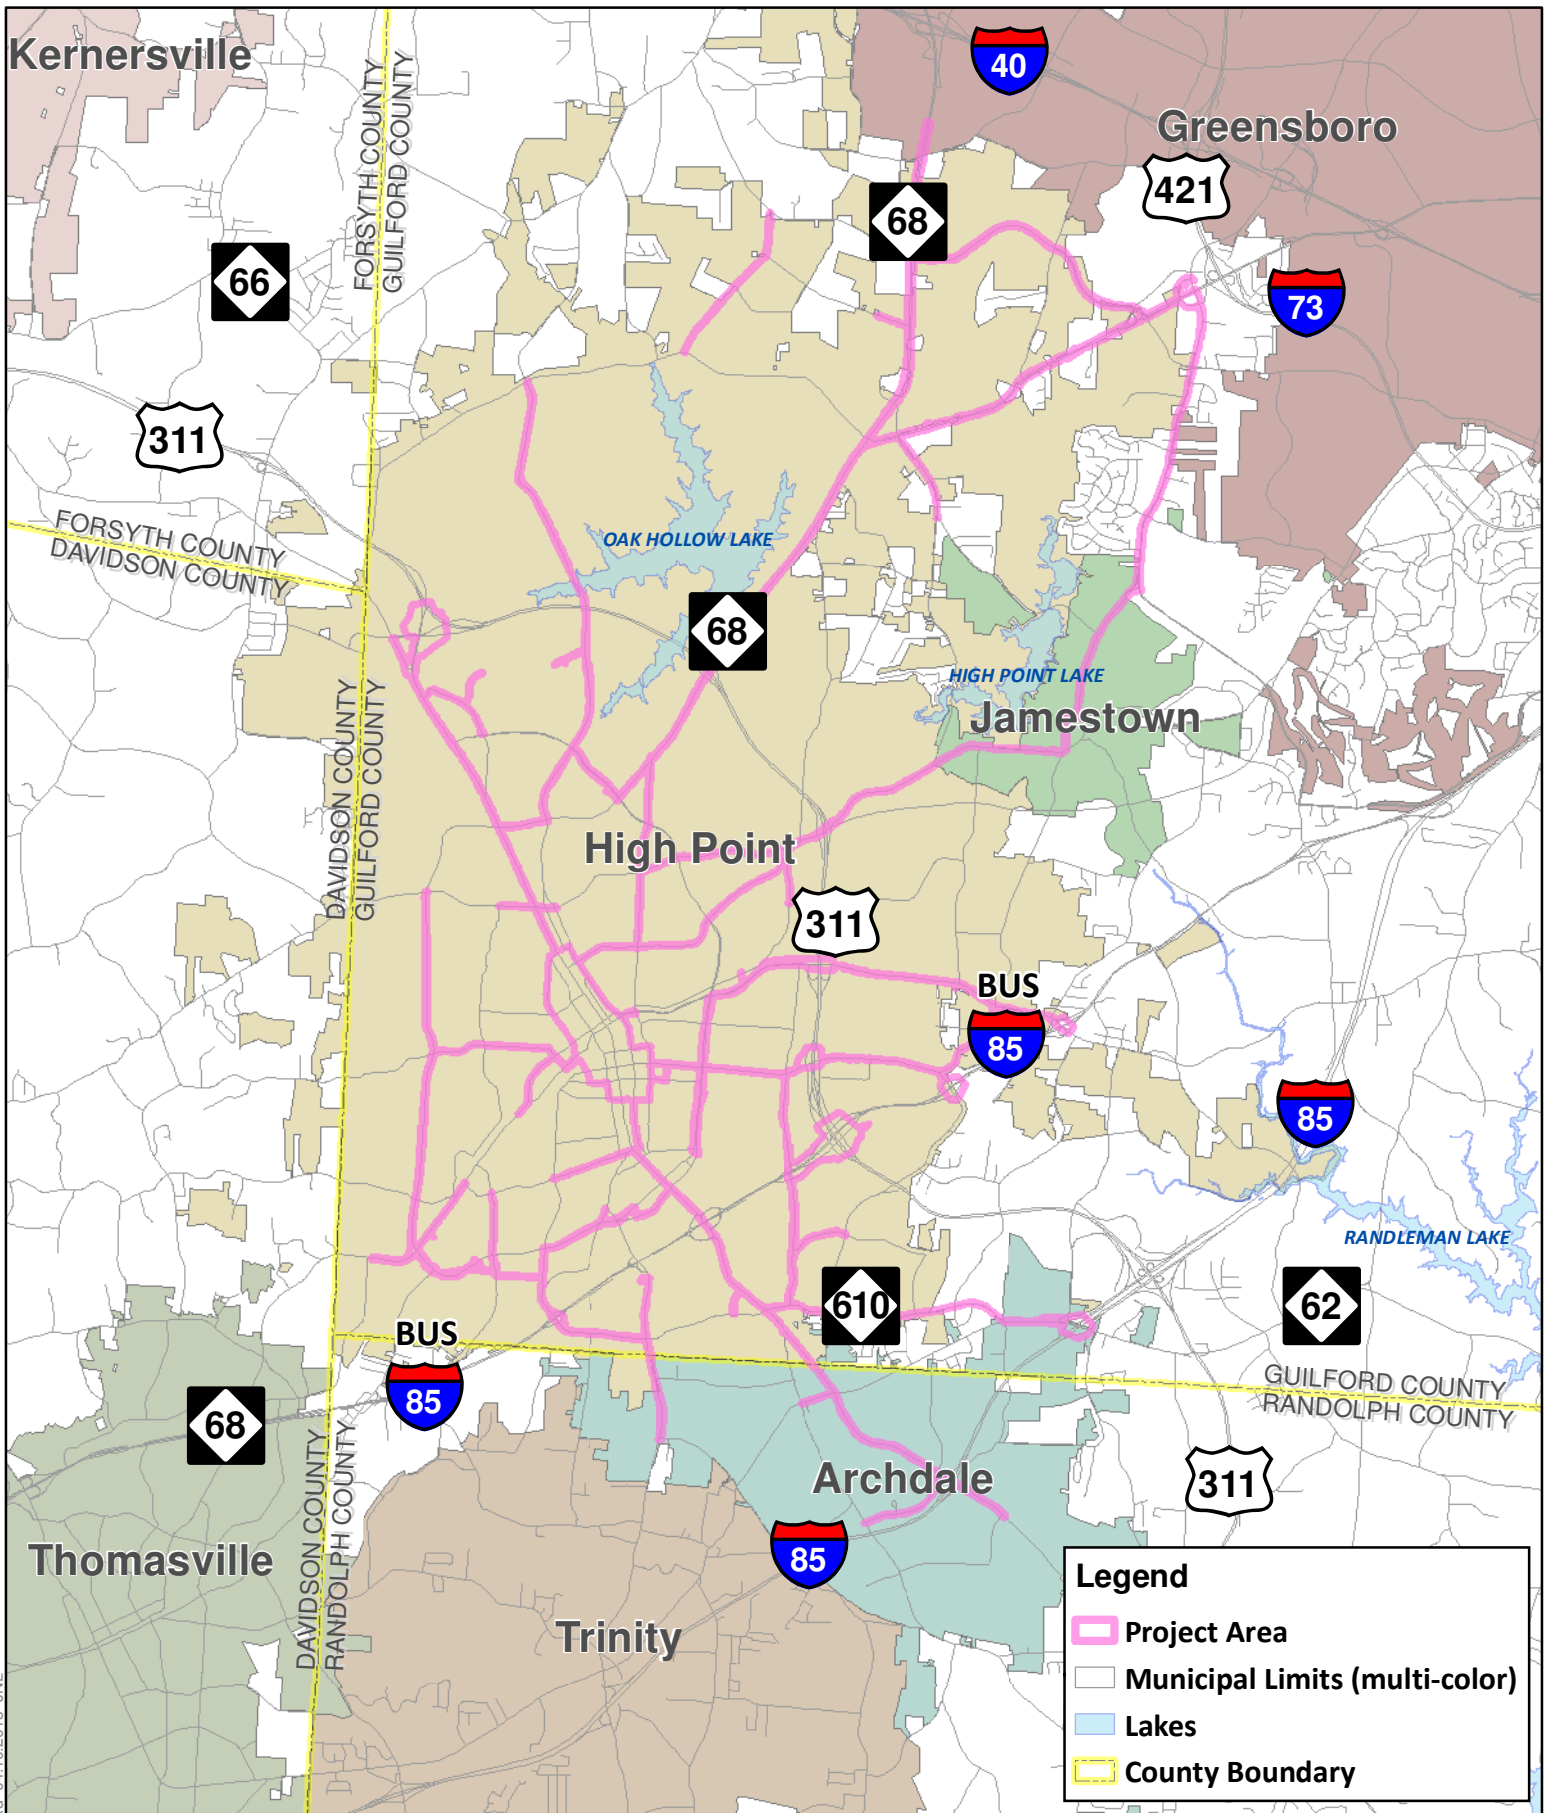 Kernersville
40
Greensboro
FORSYTH COUNTY
GUILFORD COUNTY
421
68
66
73
311
FORSYTH COUNTY
DAVIDSON COUNTY
OAK HOLLOW LAKE
68
HIGH POINT LAKE
Jamestown
DAVIDSON COUNTY
GUILFORD COUNTY
High Point
311
BUS
85
85
RANDLEMAN LAKE
610
62
BUS
85
GUILFORD COUNTY
RANDOLPH COUNTY
68
DAVIDSON COUNTY
RANDOLPH COUNTY
Archdale
311
85
Thomasville
Trinity
Legend
Project Area
Municipal Limits (multi-color)
Lakes
County Boundary